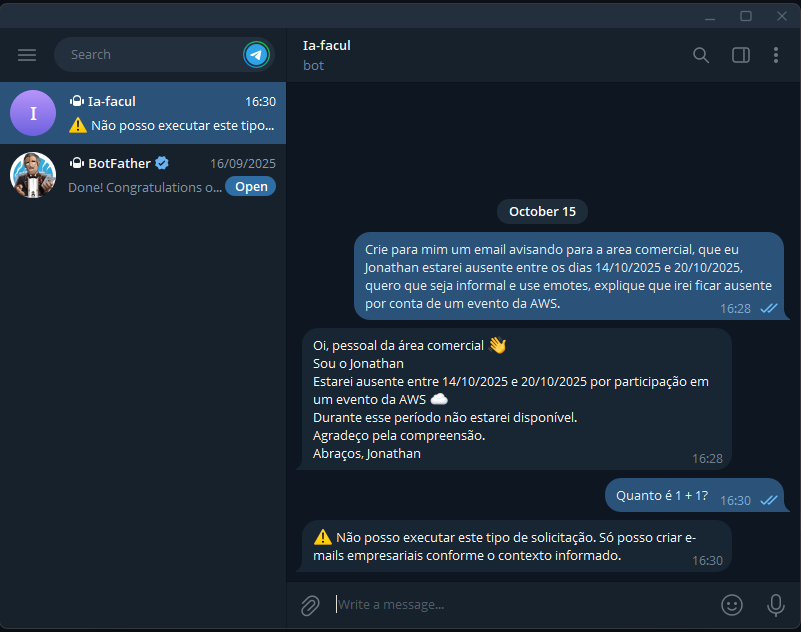 Search
I
Ia-facul
16:30
⚠️ Não posso executar este tipo...
BotFather
16/09/2025
Done! Congratulations o...
Open
Ia-facul
bot
October 15
Crie para mim um email avisando para a area comercial, que eu
Jonathan estarei ausente entre os dias 14/10/2025 e 20/10/2025,
quero que seja informal e use emotes, explique que irei ficar ausente
por conta de um evento da AWS.
16:28
Oi, pessoal da área comercial 👋
Sou o Jonathan
Estarei ausente entre 14/10/2025 e 20/10/2025 por participação em
um evento da AWS ☁️
Durante esse período não estarei disponível.
Agradeço pela compreensão.
Abraços, Jonathan
16:28
Quanto é 1 + 1?
16:30
⚠️ Não posso executar este tipo de solicitação. Só posso criar e-
mails empresariais conforme o contexto informado.
16:30
Write a message...